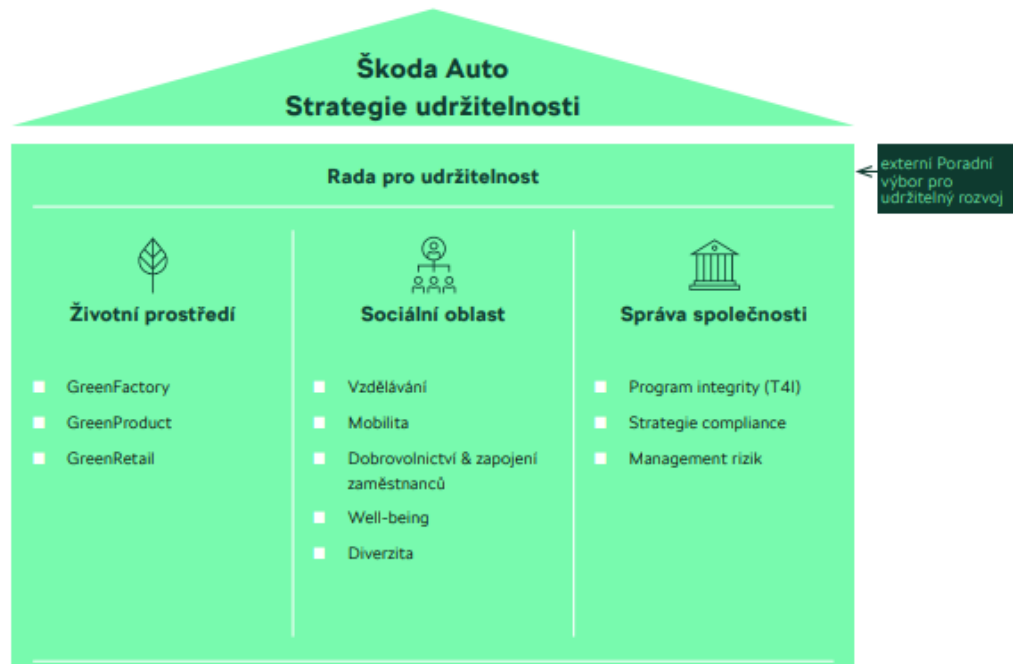 Škoda Auto
Strategie udržitelnosti
Rada pro udržitelnost
externí Poradní
výbor pro
udržitelný rozvoj
Životní prostředí
GreenFactory
GreenProduct
GreenRetail
Sociální oblast
Vzdělávání
Mobilita
Dobrovolnictví & zapojení
zaměstnanců
Well-being
Diverzita
Správa společnosti
Program integrity (T4I)
Strategie compliance
Management rizik